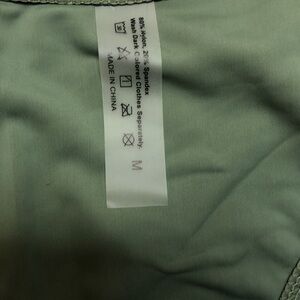 80% Nylon, 20% Spandex
Wash Dark Colored Clothes Separately.
MADE IN CHINA
M